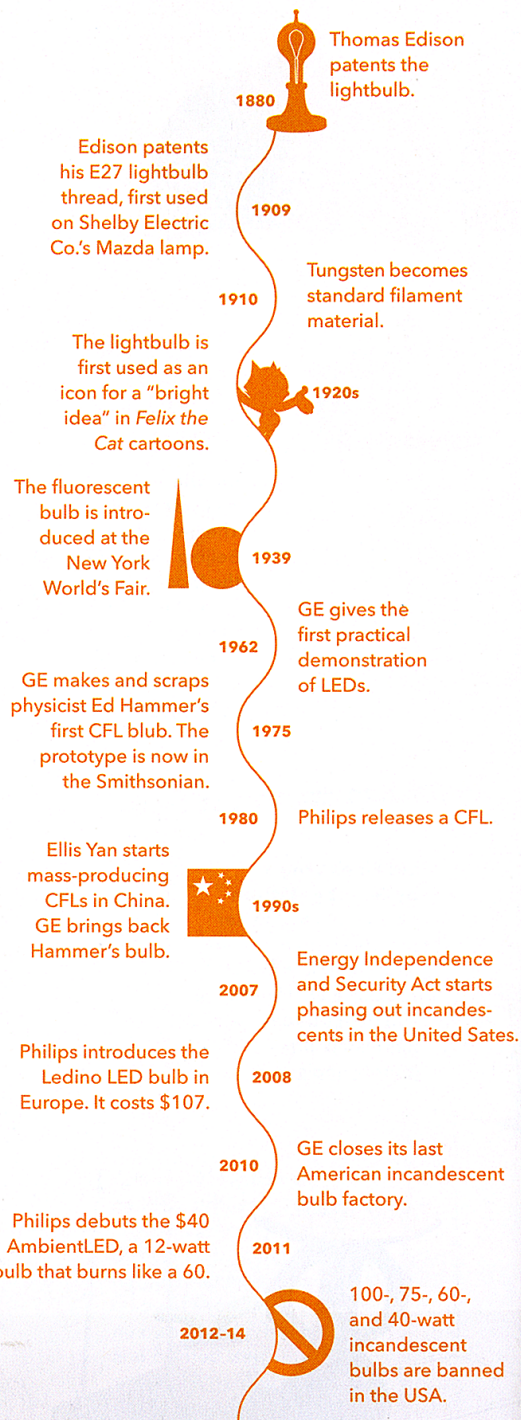 Thomas Edison
patents the
lightbulb.
1880
Edison patents
his E27 lightbulb
thread, first used
on Shelby Electric
Co.'s Mazda lamp.
1909
Tungsten becomes
standard filament
material.
1910
The lightbulb is
first used as an
icon for a "bright
idea" in Felix the
Cat cartoons.
1920s
The fluorescent
bulb is intro-
duced at the
New York
World's Fair.
1939
GE gives the
first practical
demonstration
of LEDs.
1962
GE makes and scraps
physicist Ed Hammer's
first CFL blub. The
prototype is now in
the Smithsonian.
1975
1980
Philips releases a CFL.
Ellis Yan starts
mass-producing
CFLs in China.
GE brings back
Hammer's bulb.
1990s
Energy Independence
and Security Act starts
phasing out incandes-
cents in the United Sates.
2007
Philips introduces the
Ledino LED bulb in
Europe. It costs $107.
2008
GE closes its last
American incandescent
bulb factory.
2010
Philips debuts the $40
AmbientLED, a 12-watt
bulb that burns like a 60.
2011
100-, 75-, 60-,
and 40-watt
incandescent
bulbs are banned
in the USA.
2012-14